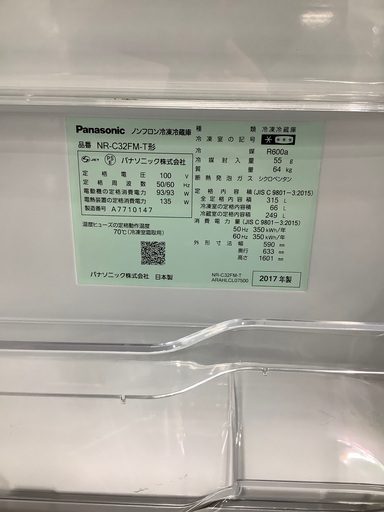 Panasonic ノンフロン冷凍冷蔵庫
品番 NR-C32FM-T形
パナソニック株式会社
定格電圧 100 V
定格周波数 50/60 Hz
電動機の定格消費電力 93/93 W
電熱装置の定格消費電力 135 W
製造番号 A7710147
温度ヒューズの定格動作温度
70℃(冷凍室霜取用)
パナソニック株式会社 日本製
種類 冷凍冷蔵庫
冷凍室の記号
冷媒 R600a
冷媒封入量 55 g
質量 64 kg
断熱発泡ガス シクロペンタン
定格内容積 (JIS C 9801-3:2015)
全定格内容積 315 L
冷凍室の定格内容積 66 L
冷蔵室の定格内容積 249 L
消費電力量 (JIS C 9801-3:2015)
50 Hz 350 kWh/年
60 Hz 350 kWh/年
外形寸法 幅 590 mm
奥行 633 mm
高さ 1601 mm
NR-C32FM-T
ARAHLCL07500
2017年製